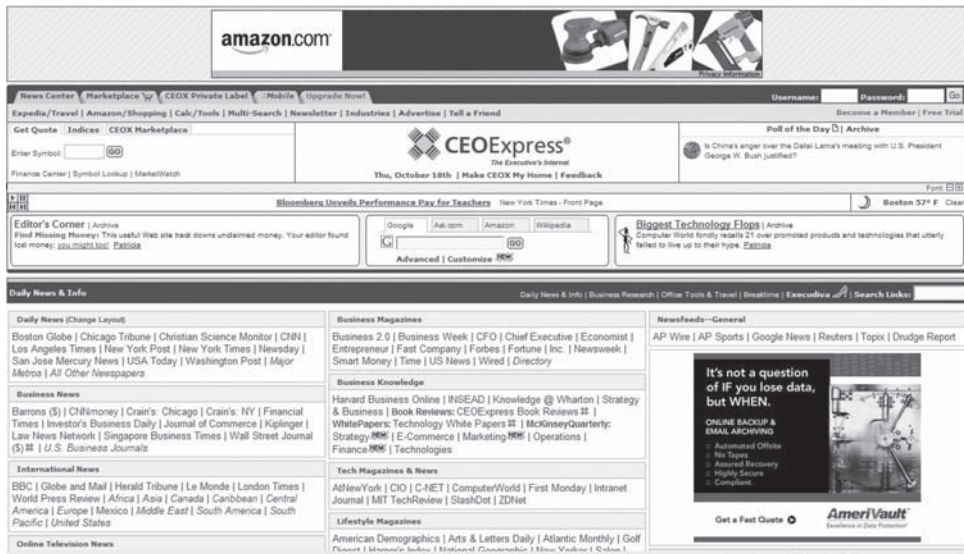 amazon.com
Privacy Information
News Center | Marketplace | CEOX Private Label | Mobile | Upgrade Now!
Username: Password: Go
Expedia/Travel | Amazon/Shopping | Calc/Tools | Multi-Search | Newsletter | Industries | Advertise | Tell a Friend
Become a Member | Free Trial
Get Quote Indices CEOX Marketplace
Enter Symbol: GO
Finance Center | Symbol Lookup | MarketWatch
CEOExpress®
The Executive's Internet
Thu, October 18th | Make CEOX My Home | Feedback
Poll of the Day | Archive
Is China's anger over the Dalai Lama's meeting with U.S. President
George W. Bush justified?
Font:
Bloomberg Unveils Performance Pay for Teachers New York Times - Front Page
Boston 57° F Clear
Editor's Corner | Archive
Find Missing Money: This useful Web site track downs unclaimed money. Your editor found
lost money; you might too! Patricia
Google Ask.com Amazon Wikipedia
G GO
Advanced | Customize NEW
Biggest Technology Flops | Archive
Computer World fondly recalls 21 over promoted products and technologies that utterly
failed to live up to their hype. Patricia
Daily News & Info
Daily News & Info | Business Research | Office Tools & Travel | Breaktime | Execudiva | Search Links:
Daily News (Change Layout)
Boston Globe | Chicago Tribune | Christian Science Monitor | CNN |
Los Angeles Times | New York Post | New York Times | Newsday |
San Jose Mercury News | USA Today | Washington Post | Major
Metros | All Other Newspapers
Business News
Barrons ($) | CNNmoney | Crain's: Chicago | Crain's: NY | Financial
Times | Investor's Business Daily | Journal of Commerce | Kiplinger |
Law News Network | Singapore Business Times | Wall Street Journal
($) | U.S. Business Journals
International News
BBC | Globe and Mail | Herald Tribune | Le Monde | London Times |
World Press Review | Africa | Asia | Canada | Caribbean | Central
America | Europe | Mexico | Middle East | South America | South
Pacific | United States
Online Television News
Business Magazines
Business 2.0 | Business Week | CFO | Chief Executive | Economist |
Entrepreneur | Fast Company | Forbes | Fortune | Inc. | Newsweek |
Smart Money | Time | US News | Wired | Directory
Business Knowledge
Harvard Business Online | INSEAD | Knowledge @ Wharton | Strategy
& Business | Book Reviews: CEOExpress Book Reviews |
WhitePapers: Technology White Papers | McKinseyQuarterly:
Strategy NEW | E-Commerce | Marketing NEW | Operations |
Finance NEW | Technologies
Tech Magazines & News
AtNewYork | CIO | C-NET | ComputerWorld | First Monday | Intranet
Journal | MIT TechReview | SlashDot | ZDNet
Lifestyle Magazines
American Demographics | Arts & Letters Daily | Atlantic Monthly | Golf
Digest | Harper's Index | National Geographic | New Yorker | Salon |
Newsfeeds--General
AP Wire | AP Sports | Google News | Reuters | Topix | Drudge Report
It's not a question
of IF you lose data,
but WHEN.
ONLINE BACKUP &
EMAIL ARCHIVING
:: Automated Offsite
:: No Tapes
:: Assured Recovery
:: Highly Secure
:: Compliant
Get a Fast Quote
AmeriVault™
Excellence in Data Protection